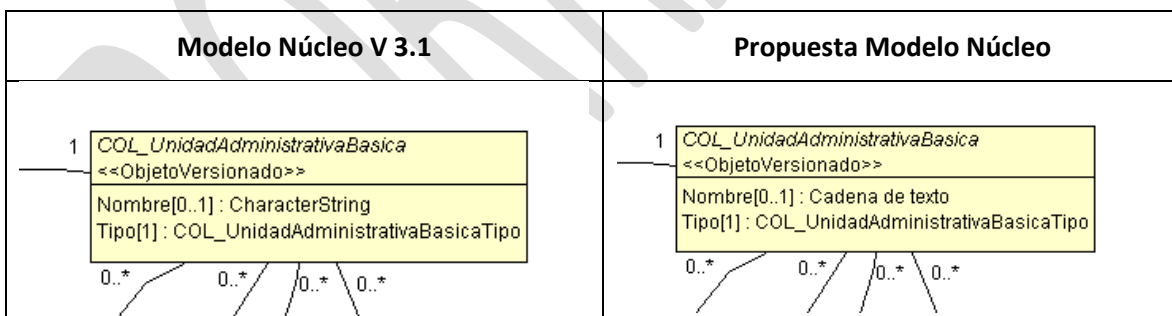 Modelo Núcleo V 3.1
Propuesta Modelo Núcleo
1
COL_UnidadAdministrativaBasica
<<ObjetoVersionado>>
Nombre[0..1] : CharacterString
Tipo[1] : COL_UnidadAdministrativaBasicaTipo
0..*
0..*
0..*
0..*
1
COL_UnidadAdministrativaBasica
<<ObjetoVersionado>>
Nombre[0..1] : Cadena de texto
Tipo[1] : COL_UnidadAdministrativaBasicaTipo
0..*
0..*
0..*
0..*